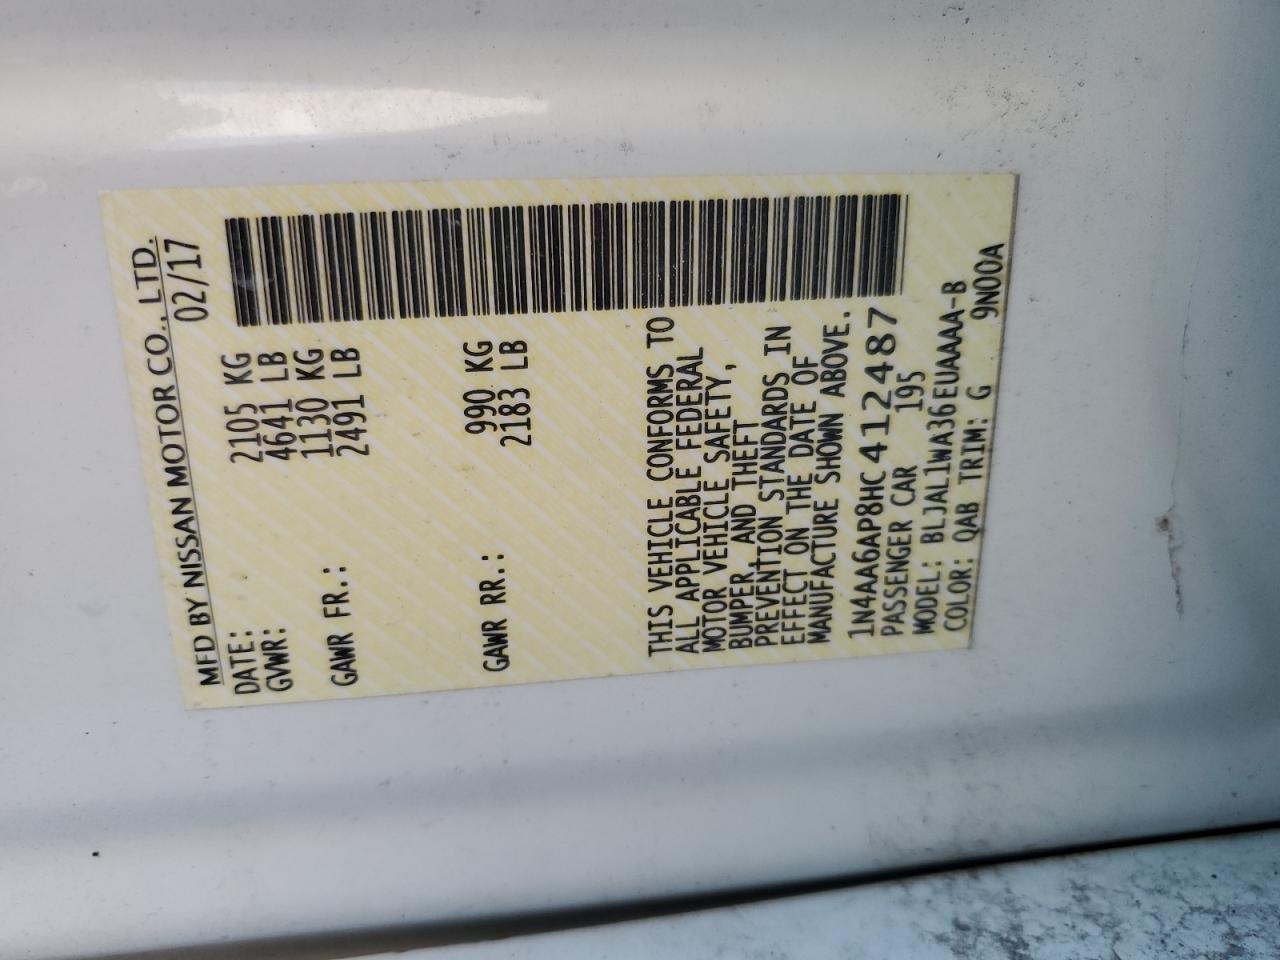 MFD BY NISSAN MOTOR CO., LTD.
DATE: 02/17
GVWR: 2105 KG
4641 LB
GAWR FR.: 1130 KG
2491 LB
GAWR RR.: 990 KG
2183 LB
THIS VEHICLE CONFORMS TO
ALL APPLICABLE FEDERAL
MOTOR VEHICLE SAFETY,
BUMPER, AND THEFT
PREVENTION STANDARDS IN
EFFECT ON THE DATE OF
MANUFACTURE SHOWN ABOVE.
1N4AA6AP8HC412487
PASSENGER CAR 195
MODEL: BLJAL1WA36EUAAAAA-B
COLOR: QAB TRIM: G 9N00A